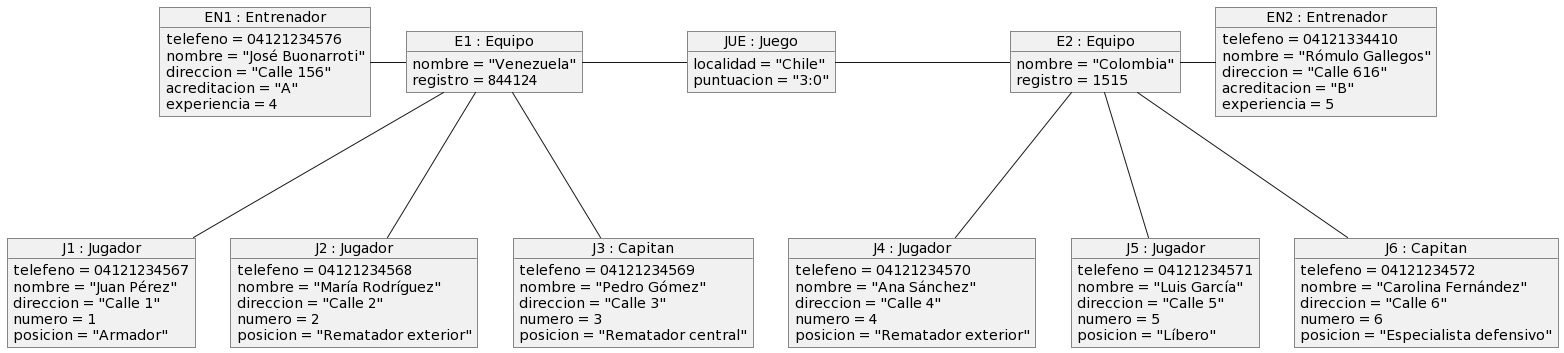 EN1 : Entrenador
telefeno = 04121234576
nombre = "José Buonarroti"
direccion = "Calle 156"
acreditacion = "A"
experiencia = 4
E1 : Equipo
nombre = "Venezuela"
registro = 844124
JUE : Juego
localidad = "Chile"
puntuacion = "3:0"
E2 : Equipo
nombre = "Colombia"
registro = 1515
EN2 : Entrenador
telefeno = 04121334410
nombre = "Rómulo Gallegos"
direccion = "Calle 616"
acreditacion = "B"
experiencia = 5
J1 : Jugador
telefeno = 04121234567
nombre = "Juan Pérez"
direccion = "Calle 1"
numero = 1
posicion = "Armador"
J2 : Jugador
telefeno = 04121234568
nombre = "María Rodríguez"
direccion = "Calle 2"
numero = 2
posicion = "Rematador exterior"
J3 : Capitan
telefeno = 04121234569
nombre = "Pedro Gómez"
direccion = "Calle 3"
numero = 3
posicion = "Rematador central"
J4 : Jugador
telefeno = 04121234570
nombre = "Ana Sánchez"
direccion = "Calle 4"
numero = 4
posicion = "Rematador exterior"
J5 : Jugador
telefeno = 04121234571
nombre = "Luis García"
direccion = "Calle 5"
numero = 5
posicion = "Líbero"
J6 : Capitan
telefeno = 04121234572
nombre = "Carolina Fernández"
direccion = "Calle 6"
numero = 6
posicion = "Especialista defensivo"